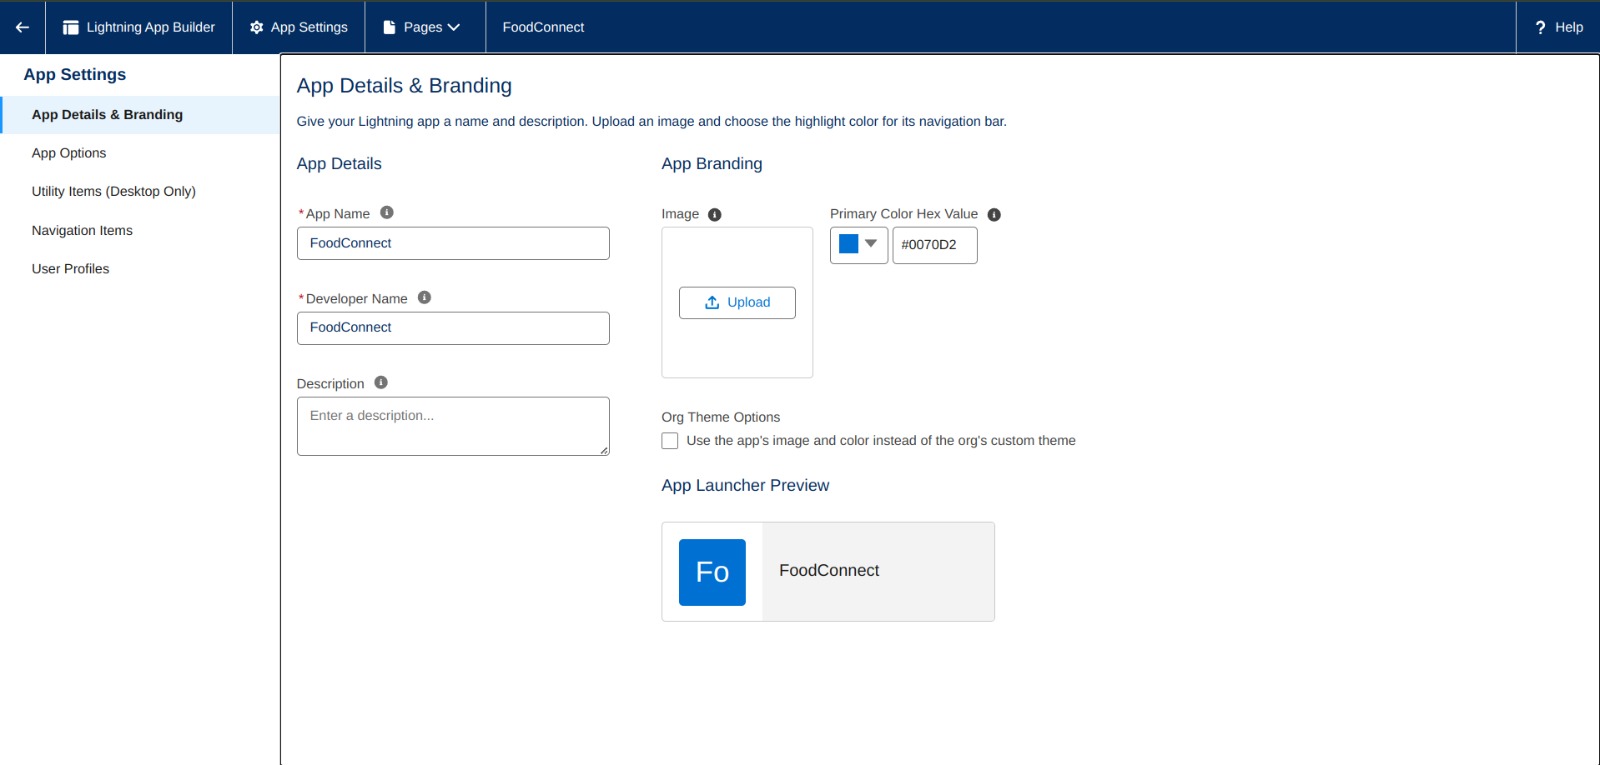 Lightning App Builder
App Settings
Pages
FoodConnect
? Help
App Settings
App Details & Branding
App Options
Utility Items (Desktop Only)
Navigation Items
User Profiles
App Details & Branding
Give your Lightning app a name and description. Upload an image and choose the highlight color for its navigation bar.
App Details
*App Name
FoodConnect
*Developer Name
FoodConnect
Description
Enter a description...
App Branding
Image
Upload
Primary Color Hex Value
#0070D2
Org Theme Options
Use the app's image and color instead of the org's custom theme
App Launcher Preview
Fo
FoodConnect